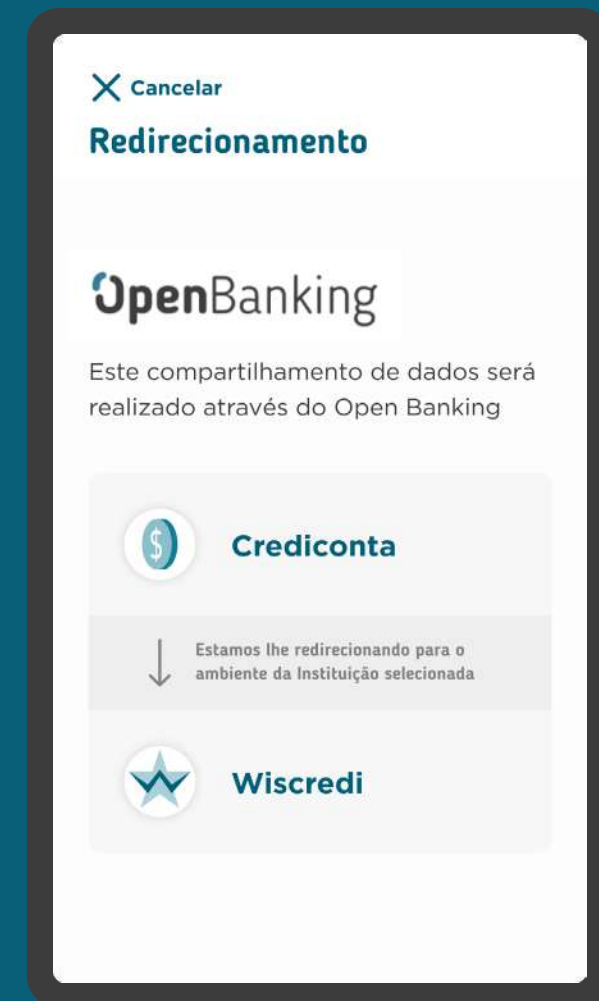 Cancelar
Redirecionamento
OpenBanking
Este compartilhamento de dados será
realizado através do Open Banking
$
Crediconta
Estamos lhe redirecionando para o
ambiente da Instituição selecionada
Wiscredi